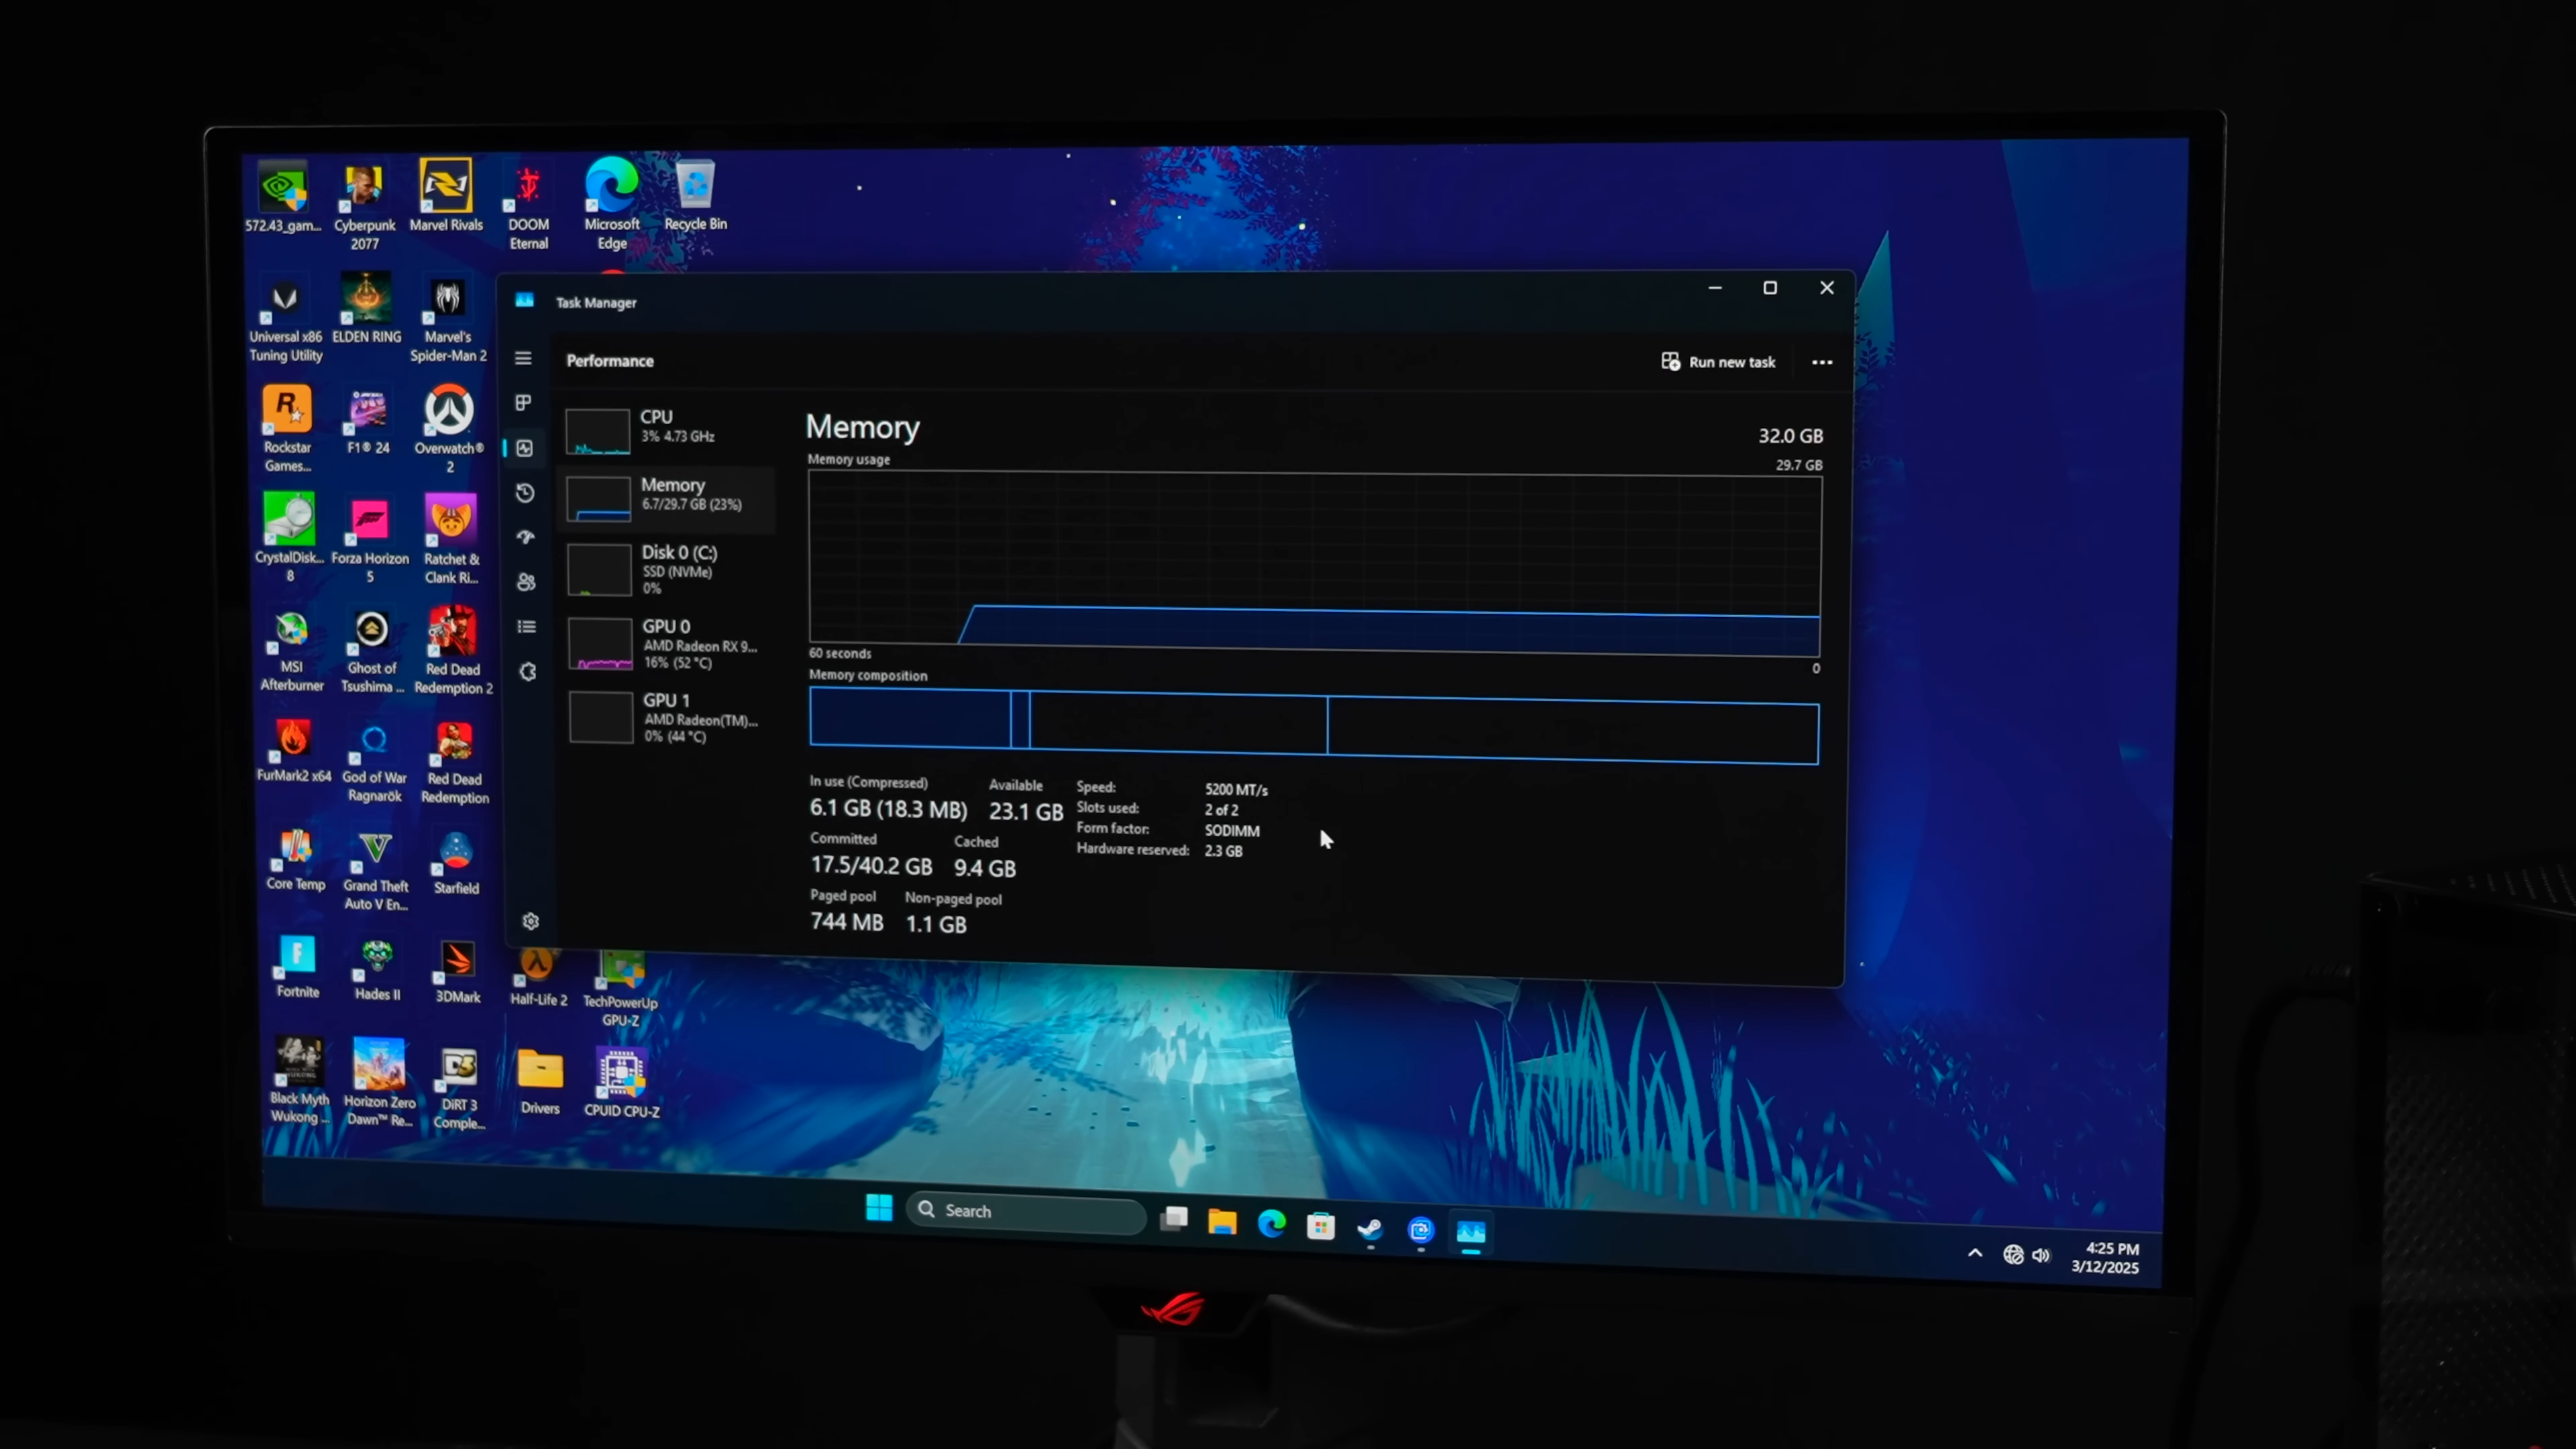 572.43_gam...
Cyberpunk
2077
Marvel Rivals
DOOM
Eternal
Microsoft
Edge
Recycle Bin
Universal x86
Tuning Utility
ELDEN RING
Marvel's
Spider-Man 2
Rockstar
Games...
F1® 24
Overwatch®
2
CrystalDisk...
8
Forza Horizon
5
Ratchet &
Clank Ri...
MSI
Afterburner
Ghost of
Tsushima ...
Red Dead
Redemption 2
FurMark2 x64
God of War
Ragnarök
Red Dead
Redemption
Core Temp
Grand Theft
Auto V En...
Starfield
Fortnite
Hades II
3DMark
Half-Life 2
TechPowerUp
GPU-Z
Black Myth
Wukong ...
Horizon Zero
Dawn™ Re...
DiRT 3
Comple...
Drivers
CPUID CPU-Z
Task Manager
Performance
Run new task
CPU
3% 4.73 GHz
Memory
6.7/29.7 GB (23%)
Disk 0 (C:)
SSD (NVMe)
0%
GPU 0
AMD Radeon RX 9...
16% (52 °C)
GPU 1
AMD Radeon(TM)...
0% (44 °C)
Memory
32.0 GB
Memory usage
29.7 GB
60 seconds
0
Memory composition
In use (Compressed)
6.1 GB (18.3 MB)
Available
23.1 GB
Committed
17.5/40.2 GB
Cached
9.4 GB
Paged pool
744 MB
Non-paged pool
1.1 GB
Speed: 5200 MT/s
Slots used: 2 of 2
Form factor: SODIMM
Hardware reserved: 2.3 GB
Search
4:25 PM
3/12/2025